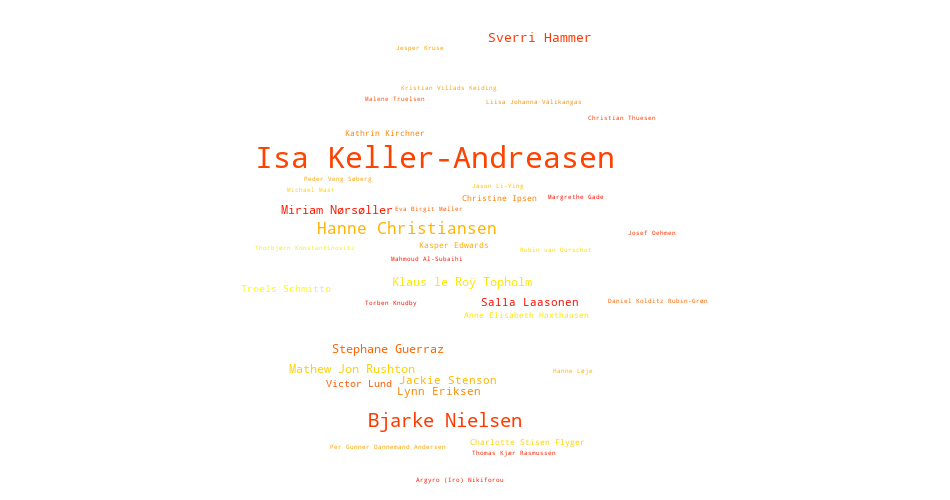 Sverri Hammer
Jesper Kruse
Kristian Villads Keiding
Malene Truelsen
Liisa Johanna Välikangas
Christian Thuesen
Kathrin Kirchner
Isa Keller-Andreasen
Peder Veng Søberg
Jason Li-Ying
Michael Mast
Christine Ipsen
Margrethe Gade
Miriam Nørsøller
Eva Birgit Møller
Hanne Christiansen
Josef Oehmen
Kasper Edwards
Thorbjørn Konstantinovitz
Robin van Oorschot
Mahmoud Al-Subaihi
Klaus le Roy Topholm
Troels Schmitto
Salla Laasonen
Daniel Kolditz Rubin-Grøn
Torben Knudby
Anne Elisabeth Haxthausen
Stephane Guerraz
Mathew Jon Rushton
Hanne Løje
Jackie Stenson
Victor Lund
Lynn Eriksen
Bjarke Nielsen
Charlotte Stisen Flyger
Per Gunner Dannemand Andersen
Thomas Kjær Rasmussen
Argyro (Iro) Nikiforou